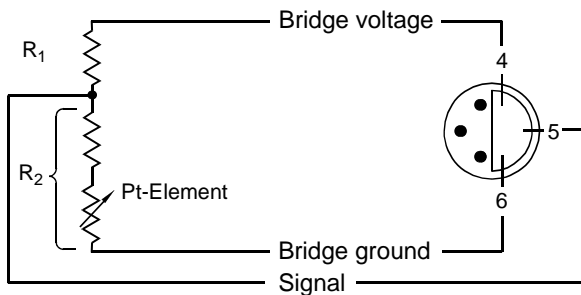 Bridge voltage
R1
4
5
R2
Pt-Element
6
Bridge ground
Signal